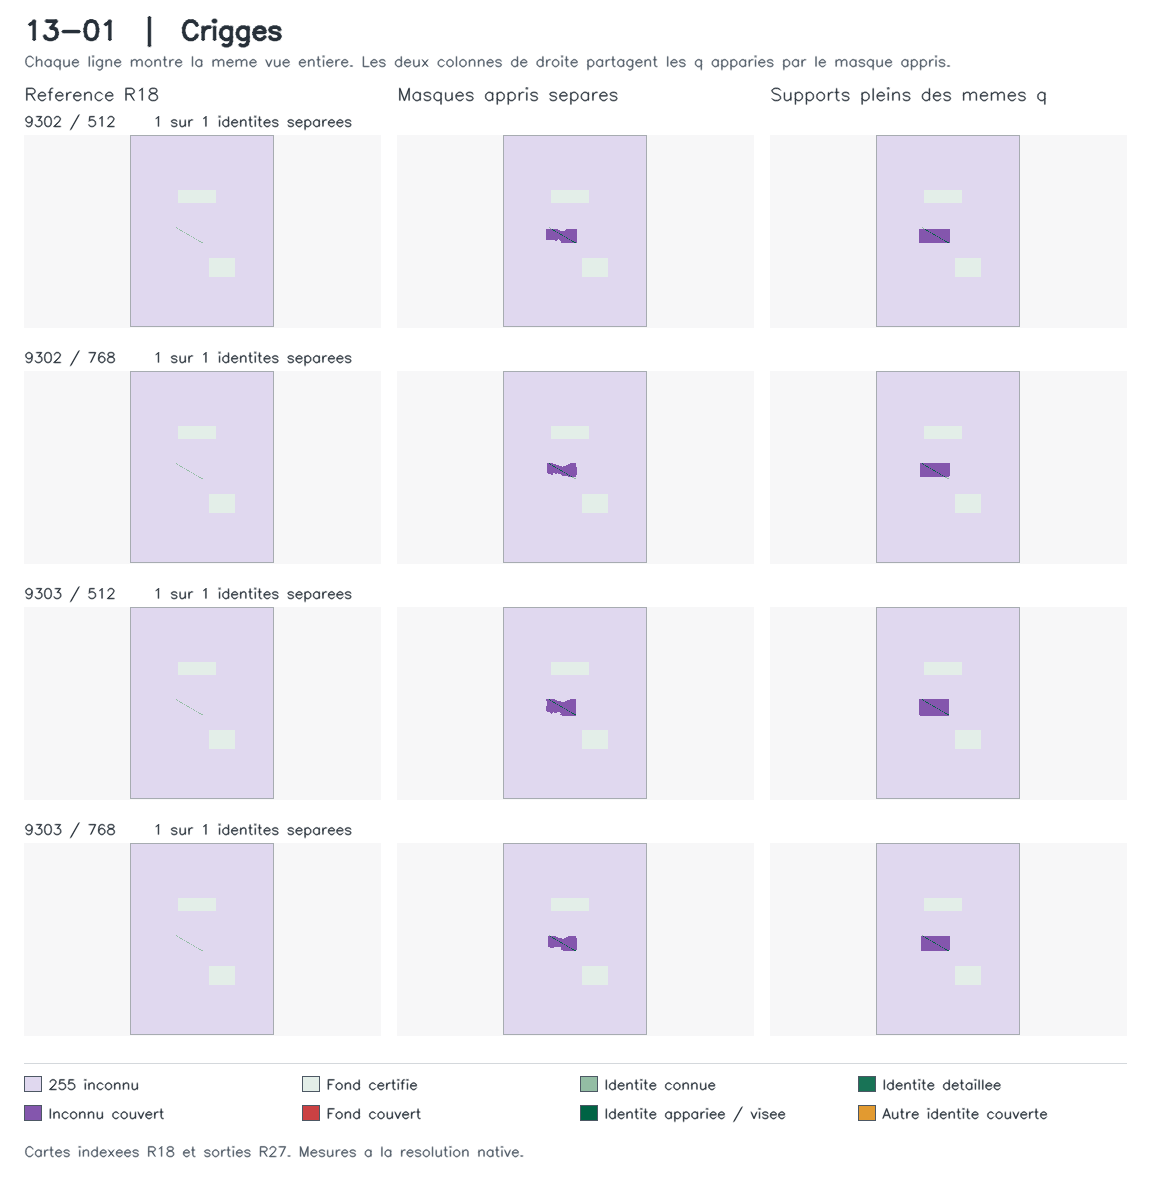 13-01 | Crigges
Chaque ligne montre la meme vue entiere. Les deux colonnes de droite partagent les q apparies par le masque appris.
Reference R18 Masques appris separes Supports pleins des memes q
9302 / 512 1 sur 1 identites separees
9302 / 768 1 sur 1 identites separees
9303 / 512 1 sur 1 identites separees
9303 / 768 1 sur 1 identites separees
255 inconnu Fond certifie Identite connue Identite detaillee
Inconnu couvert Fond couvert Identite appariee / visee Autre identite couverte
Cartes indexees R18 et sorties R27. Mesures a la resolution native.